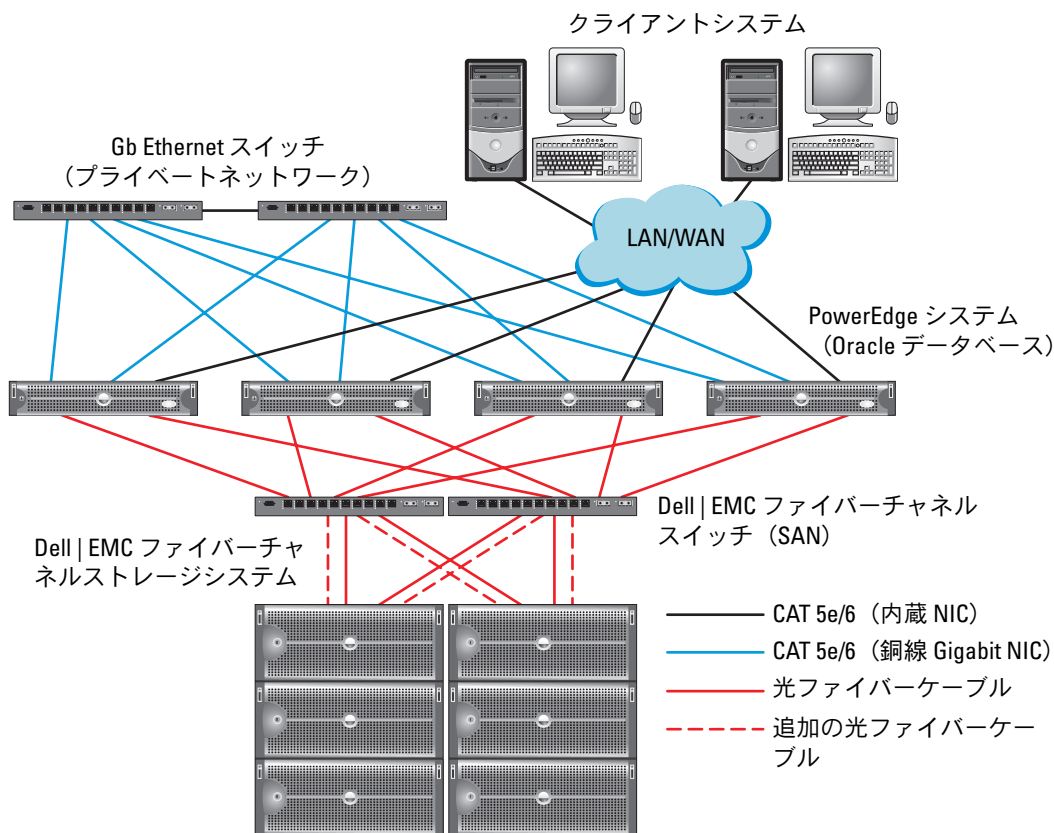 クライアントシステム
Gb Ethernet スイッチ
（プライベートネットワーク）
LAN/WAN
PowerEdge システム
（Oracle データベース）
Dell | EMC ファイバーチャネル
スイッチ（SAN）
Dell | EMC ファイバーチャ
ネルストレージシステム
CAT 5e/6（内蔵 NIC）
CAT 5e/6（銅線 Gigabit NIC）
光ファイバーケーブル
追加の光ファイバーケー
ブル